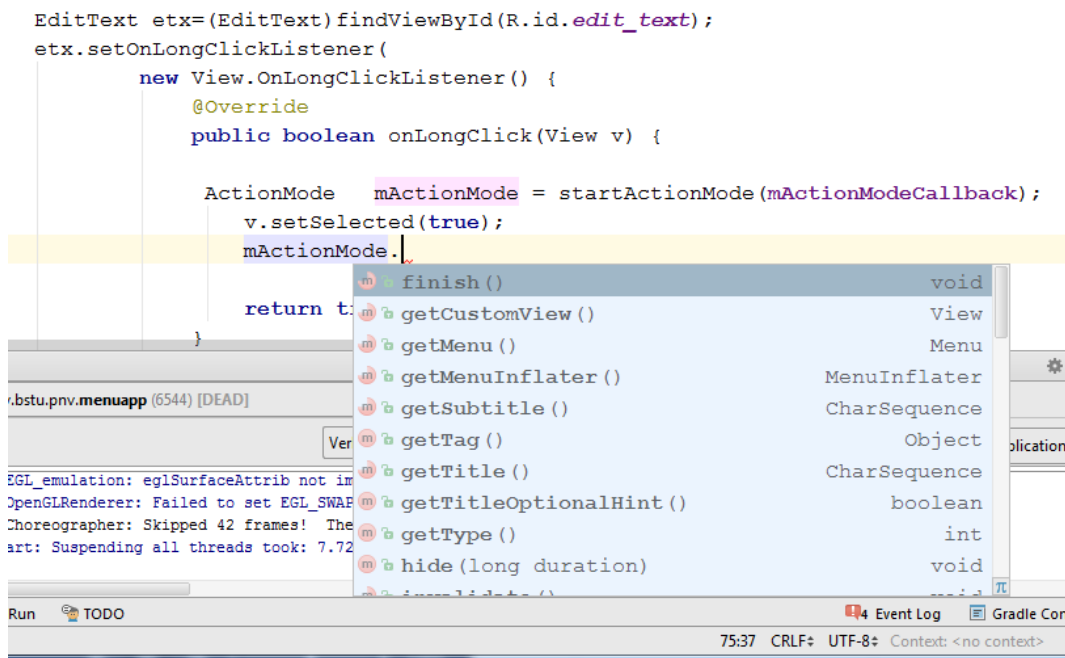 EditText etx=(EditText)findViewById(R.id.edit_text);
etx.setOnLongClickListener(
new View.OnLongClickListener() {
@Override
public boolean onLongClick(View v) {
ActionMode mActionMode = startActionMode(mActionModeCallback);
v.setSelected(true);
mActionMode.
finish() void
return
getCustomView() View
}
getMenu() Menu
getMenuInflater() MenuInflater
.bstu.pnv.menuapp (6544) [DEAD]
getSubtitle() CharSequence
Ver getTag() Object plication
getTitle() CharSequence
EGL_emulation: eglSurfaceAttrib not im
OpenGLRenderer: Failed to set EGL_SWAP
getTitleOptionalHint() boolean
Choreographer: Skipped 42 frames! The
getType() int
art: Suspending all threads took: 7.72
hide(long duration) void
invalidate() void
π
Run TODO 4 Event Log Gradle Con
75:37 CRLF UTF-8 Context: <no context>